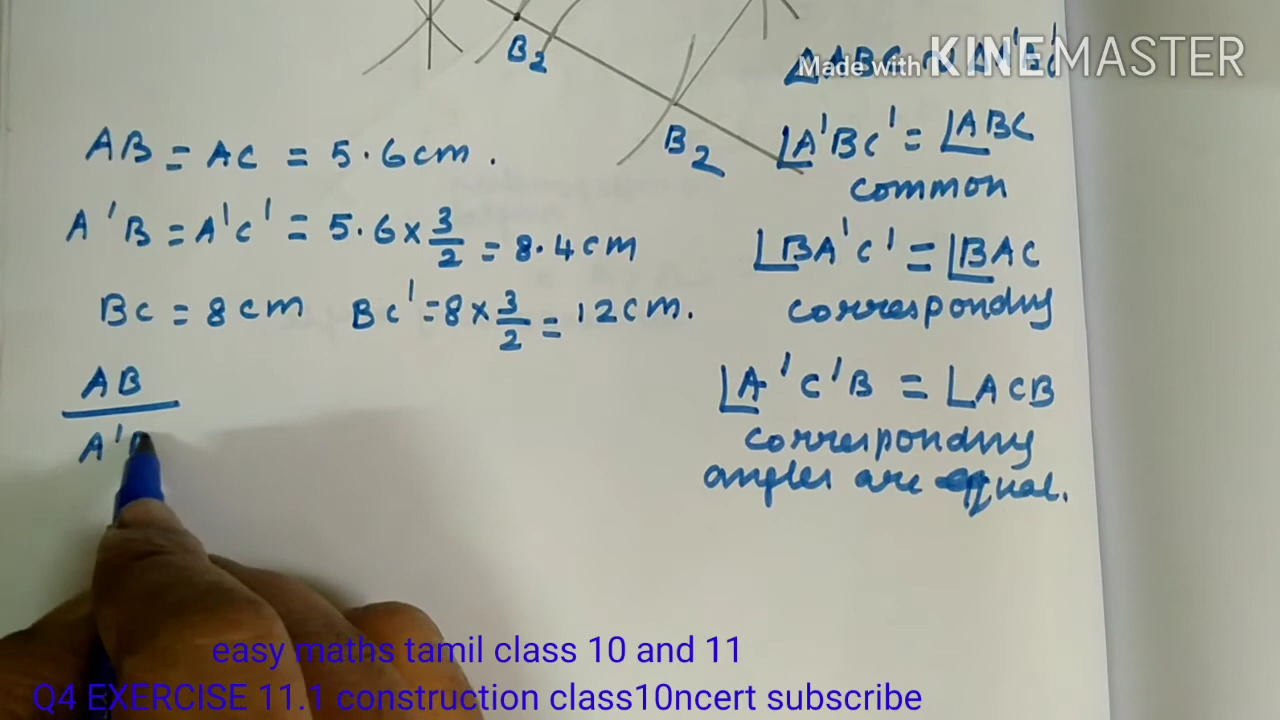 B2
B2
Made with KINEMASTER
AB = AC = 5.6cm.
A'B = A'C' = 5.6 × 3/2 = 8.4cm
BC = 8cm BC' = 8 × 3/2 = 12cm.
AB
A'
∠A'BC' = ∠ABC
common
∠BA'C' = ∠BAC
corresponding
∠A'C'B = ∠ACB
corresponding
angles are equal.
easy maths tamil class 10 and 11
Q4 EXERCISE 11.1 construction class10ncert subscribe